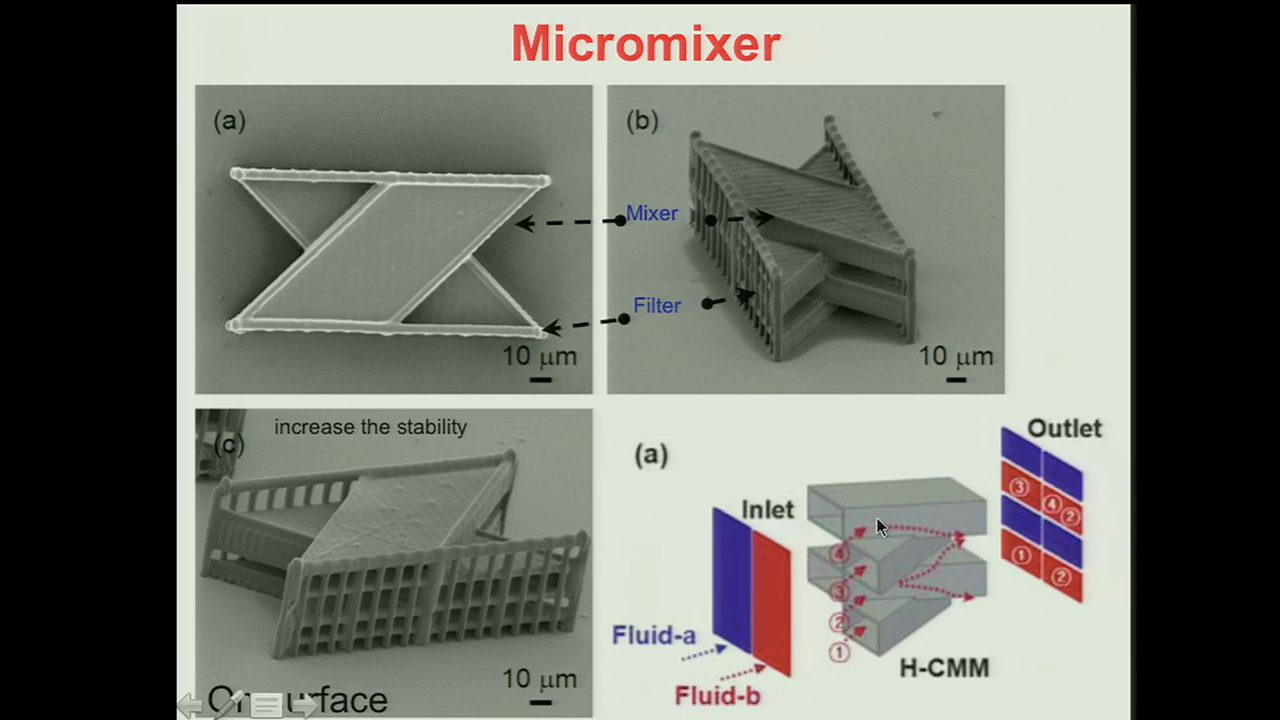 Micromixer
(a)
(b)
Mixer
Filter
10 μm
10 μm
(c)
increase the stability
10 μm
(a)
Inlet
Outlet
③
④
②
①
②
④
③
②
①
Fluid-a
Fluid-b
H-CMM